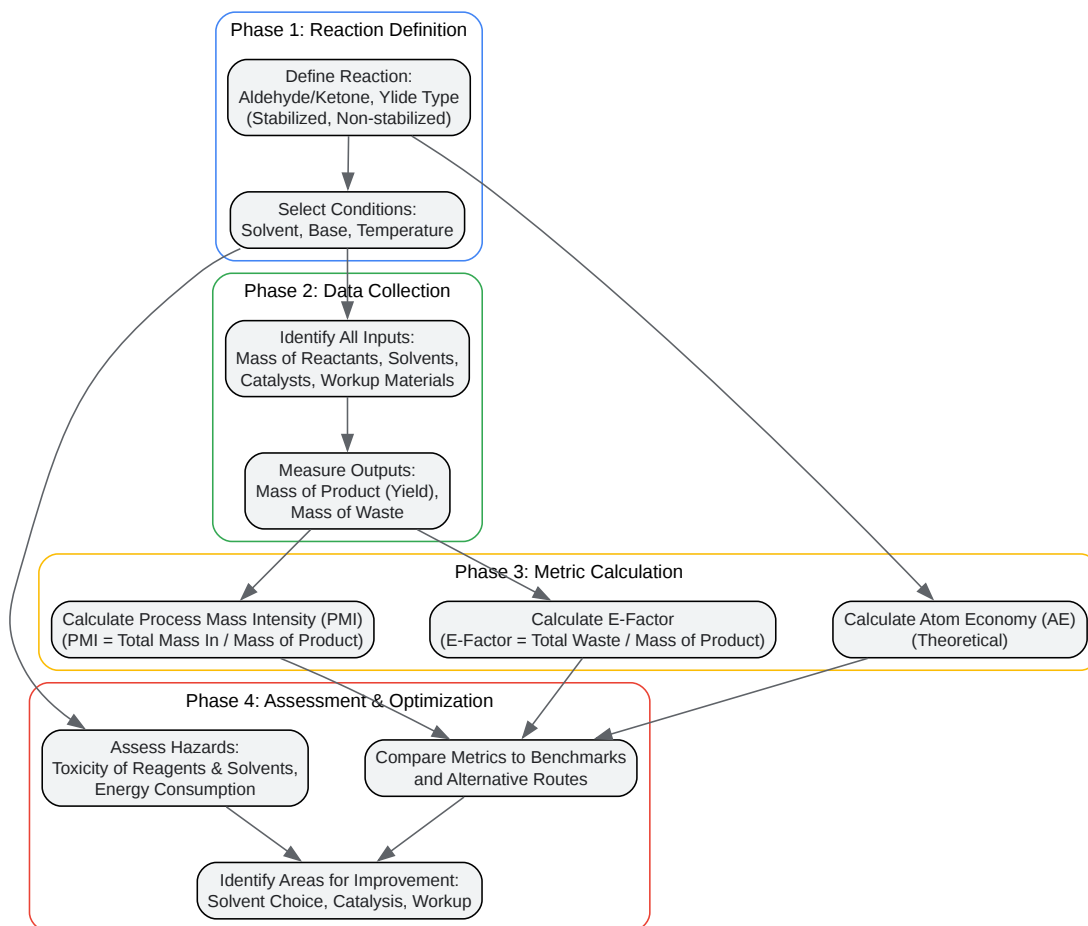 Phase 1: Reaction Definition
Define Reaction:
Aldehyde/Ketone, Ylide Type
(Stabilized, Non-stabilized)
Select Conditions:
Solvent, Base, Temperature
Phase 2: Data Collection
Identify All Inputs:
Mass of Reactants, Solvents,
Catalysts, Workup Materials
Measure Outputs:
Mass of Product (Yield),
Mass of Waste
Phase 3: Metric Calculation
Calculate Process Mass Intensity (PMI)
(PMI = Total Mass In / Mass of Product)
Calculate E-Factor
(E-Factor = Total Waste / Mass of Product)
Calculate Atom Economy (AE)
(Theoretical)
Phase 4: Assessment & Optimization
Assess Hazards:
Toxicity of Reagents & Solvents,
Energy Consumption
Compare Metrics to Benchmarks
and Alternative Routes
Identify Areas for Improvement:
Solvent Choice, Catalysis, Workup